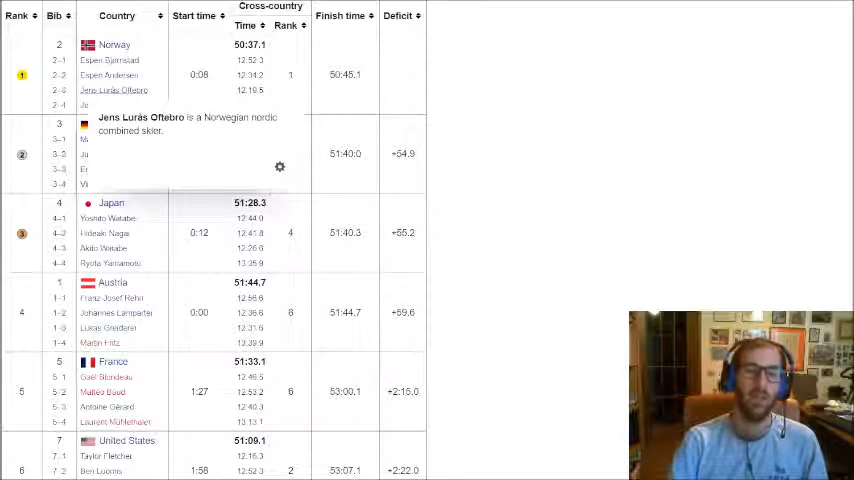 Rank Bib Country Start time Cross-country Finish time Deficit
Time Rank
2 Norway 50:37.1
2–1 Espen Bjørnstad 12:52.3
1 2–2 Espen Andersen 0:08 12:34.2 1 50:45.1
2–3 Jens Lurås Oftebro 12:19.5
2–4
Jens Lurås Oftebro is a Norwegian nordic
combined skier.
3
3–1
2 3–2 51:40.0 +54.9
3–3
3–4
4 Japan 51:28.3
4–1 Yoshito Watabe 12:44.0
3 4–2 Hideaki Nagai 0:12 12:41.8 4 51:40.3 +55.2
4–3 Akito Watabe 12:26.6
4–4 Ryota Yamamoto 13:35.9
1 Austria 51:44.7
1–1 Franz-Josef Rehrl 12:56.6
4 1–2 Johannes Lamparter 0:00 12:36.6 8 51:44.7 +59.6
1–3 Lukas Greiderer 12:31.6
1–4 Martin Fritz 13:39.9
5 France 51:33.1
5–1 Gaël Blondeau 12:46.5
5 5–2 Mattéo Baud 1:27 12:53.2 6 53:00.1 +2:15.0
5–3 Antoine Gérard 12:40.3
5–4 Laurent Muhlethaler 13:13.1
7 United States 51:09.1
7–1 Taylor Fletcher 12:16.3
6 7–2 Ben Loomis 1:58 12:52.3 2 53:07.1 +2:22.0